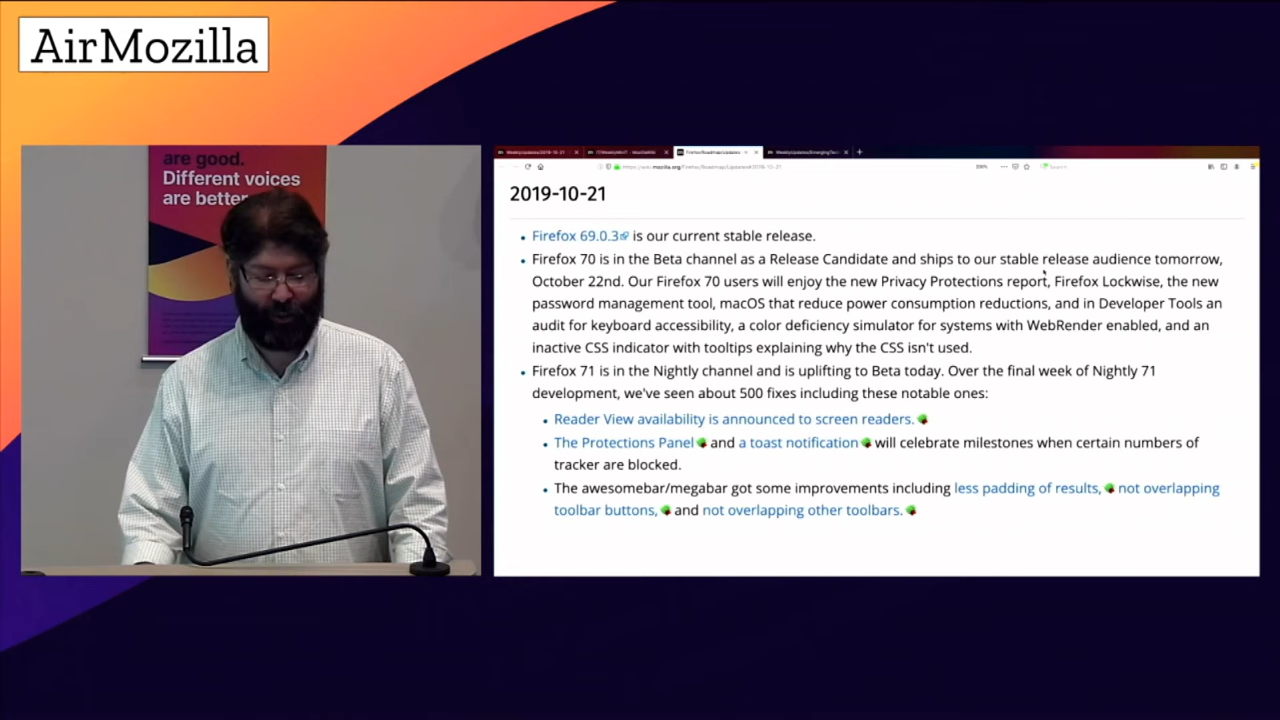 AirMozilla
are good.
Different voices
are better
2019-10-21
Firefox 69.0.3 is our current stable release.
Firefox 70 is in the Beta channel as a Release Candidate and ships to our stable release audience tomorrow,
October 22nd. Our Firefox 70 users will enjoy the new Privacy Protections report, Firefox Lockwise, the new
password management tool, macOS that reduce power consumption reductions, and in Developer Tools an
audit for keyboard accessibility, a color deficiency simulator for systems with WebRender enabled, and an
inactive CSS indicator with tooltips explaining why the CSS isn't used.
Firefox 71 is in the Nightly channel and is uplifting to Beta today. Over the final week of Nightly 71
development, we've seen about 500 fixes including these notable ones:
Reader View availability is announced to screen readers.
The Protections Panel and a toast notification will celebrate milestones when certain numbers of
tracker are blocked.
The awesomebar/megabar got some improvements including less padding of results, not overlapping
toolbar buttons, and not overlapping other toolbars.